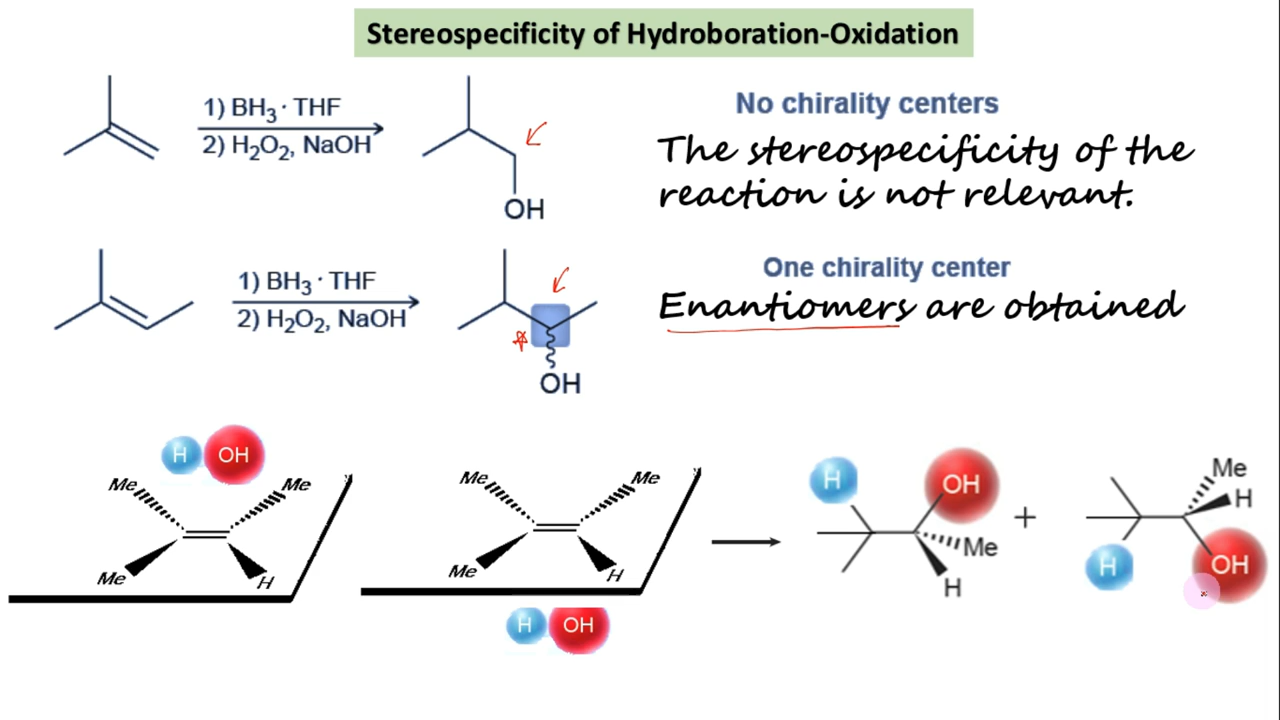 Stereospecificity of Hydroboration-Oxidation
1) BH₃ · THF
2) H₂O₂, NaOH
OH
No chirality centers
The stereospecificity of the
reaction is not relevant.
1) BH₃ · THF
2) H₂O₂, NaOH
OH
One chirality center
Enantiomers are obtained
H OH
Me Me
Me H
Me Me
Me H
H OH
H OH
Me
H
+
Me
H
H OH